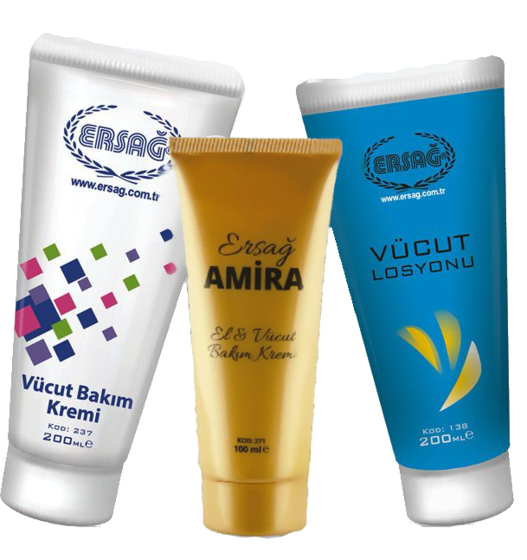 ERSAĞ
www.ersag.com.tr
Vücut Bakım
Kremi
KOD: 237
200ML℮
Ersağ
AMİRA
El & Vücut
Bakım Kremi
KOD: 271
100 ml℮
ERSAĞ
www.ersag.com.tr
VÜCUT
LOSYONU
KOD: 138
200ML℮